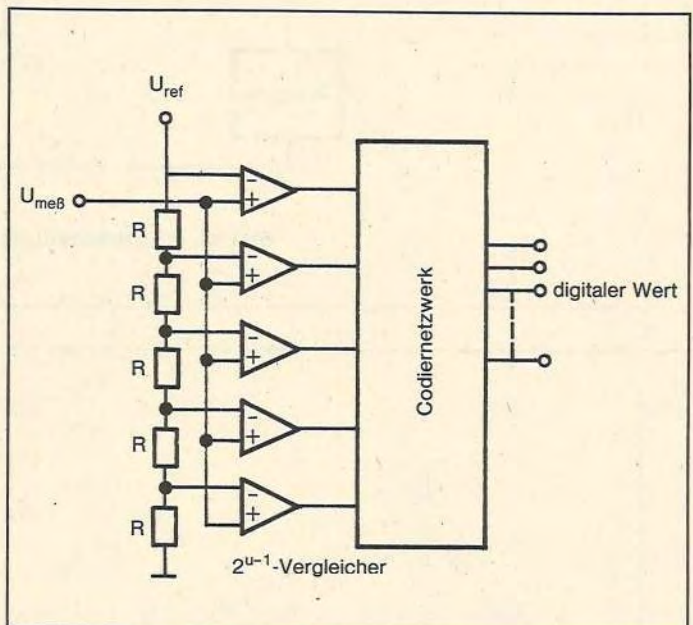 U_ref
U_meß
R
R
R
R
R
- +
- +
- +
- +
- +
Codiernetzwerk
digitaler Wert
2^{u-1}-Vergleicher